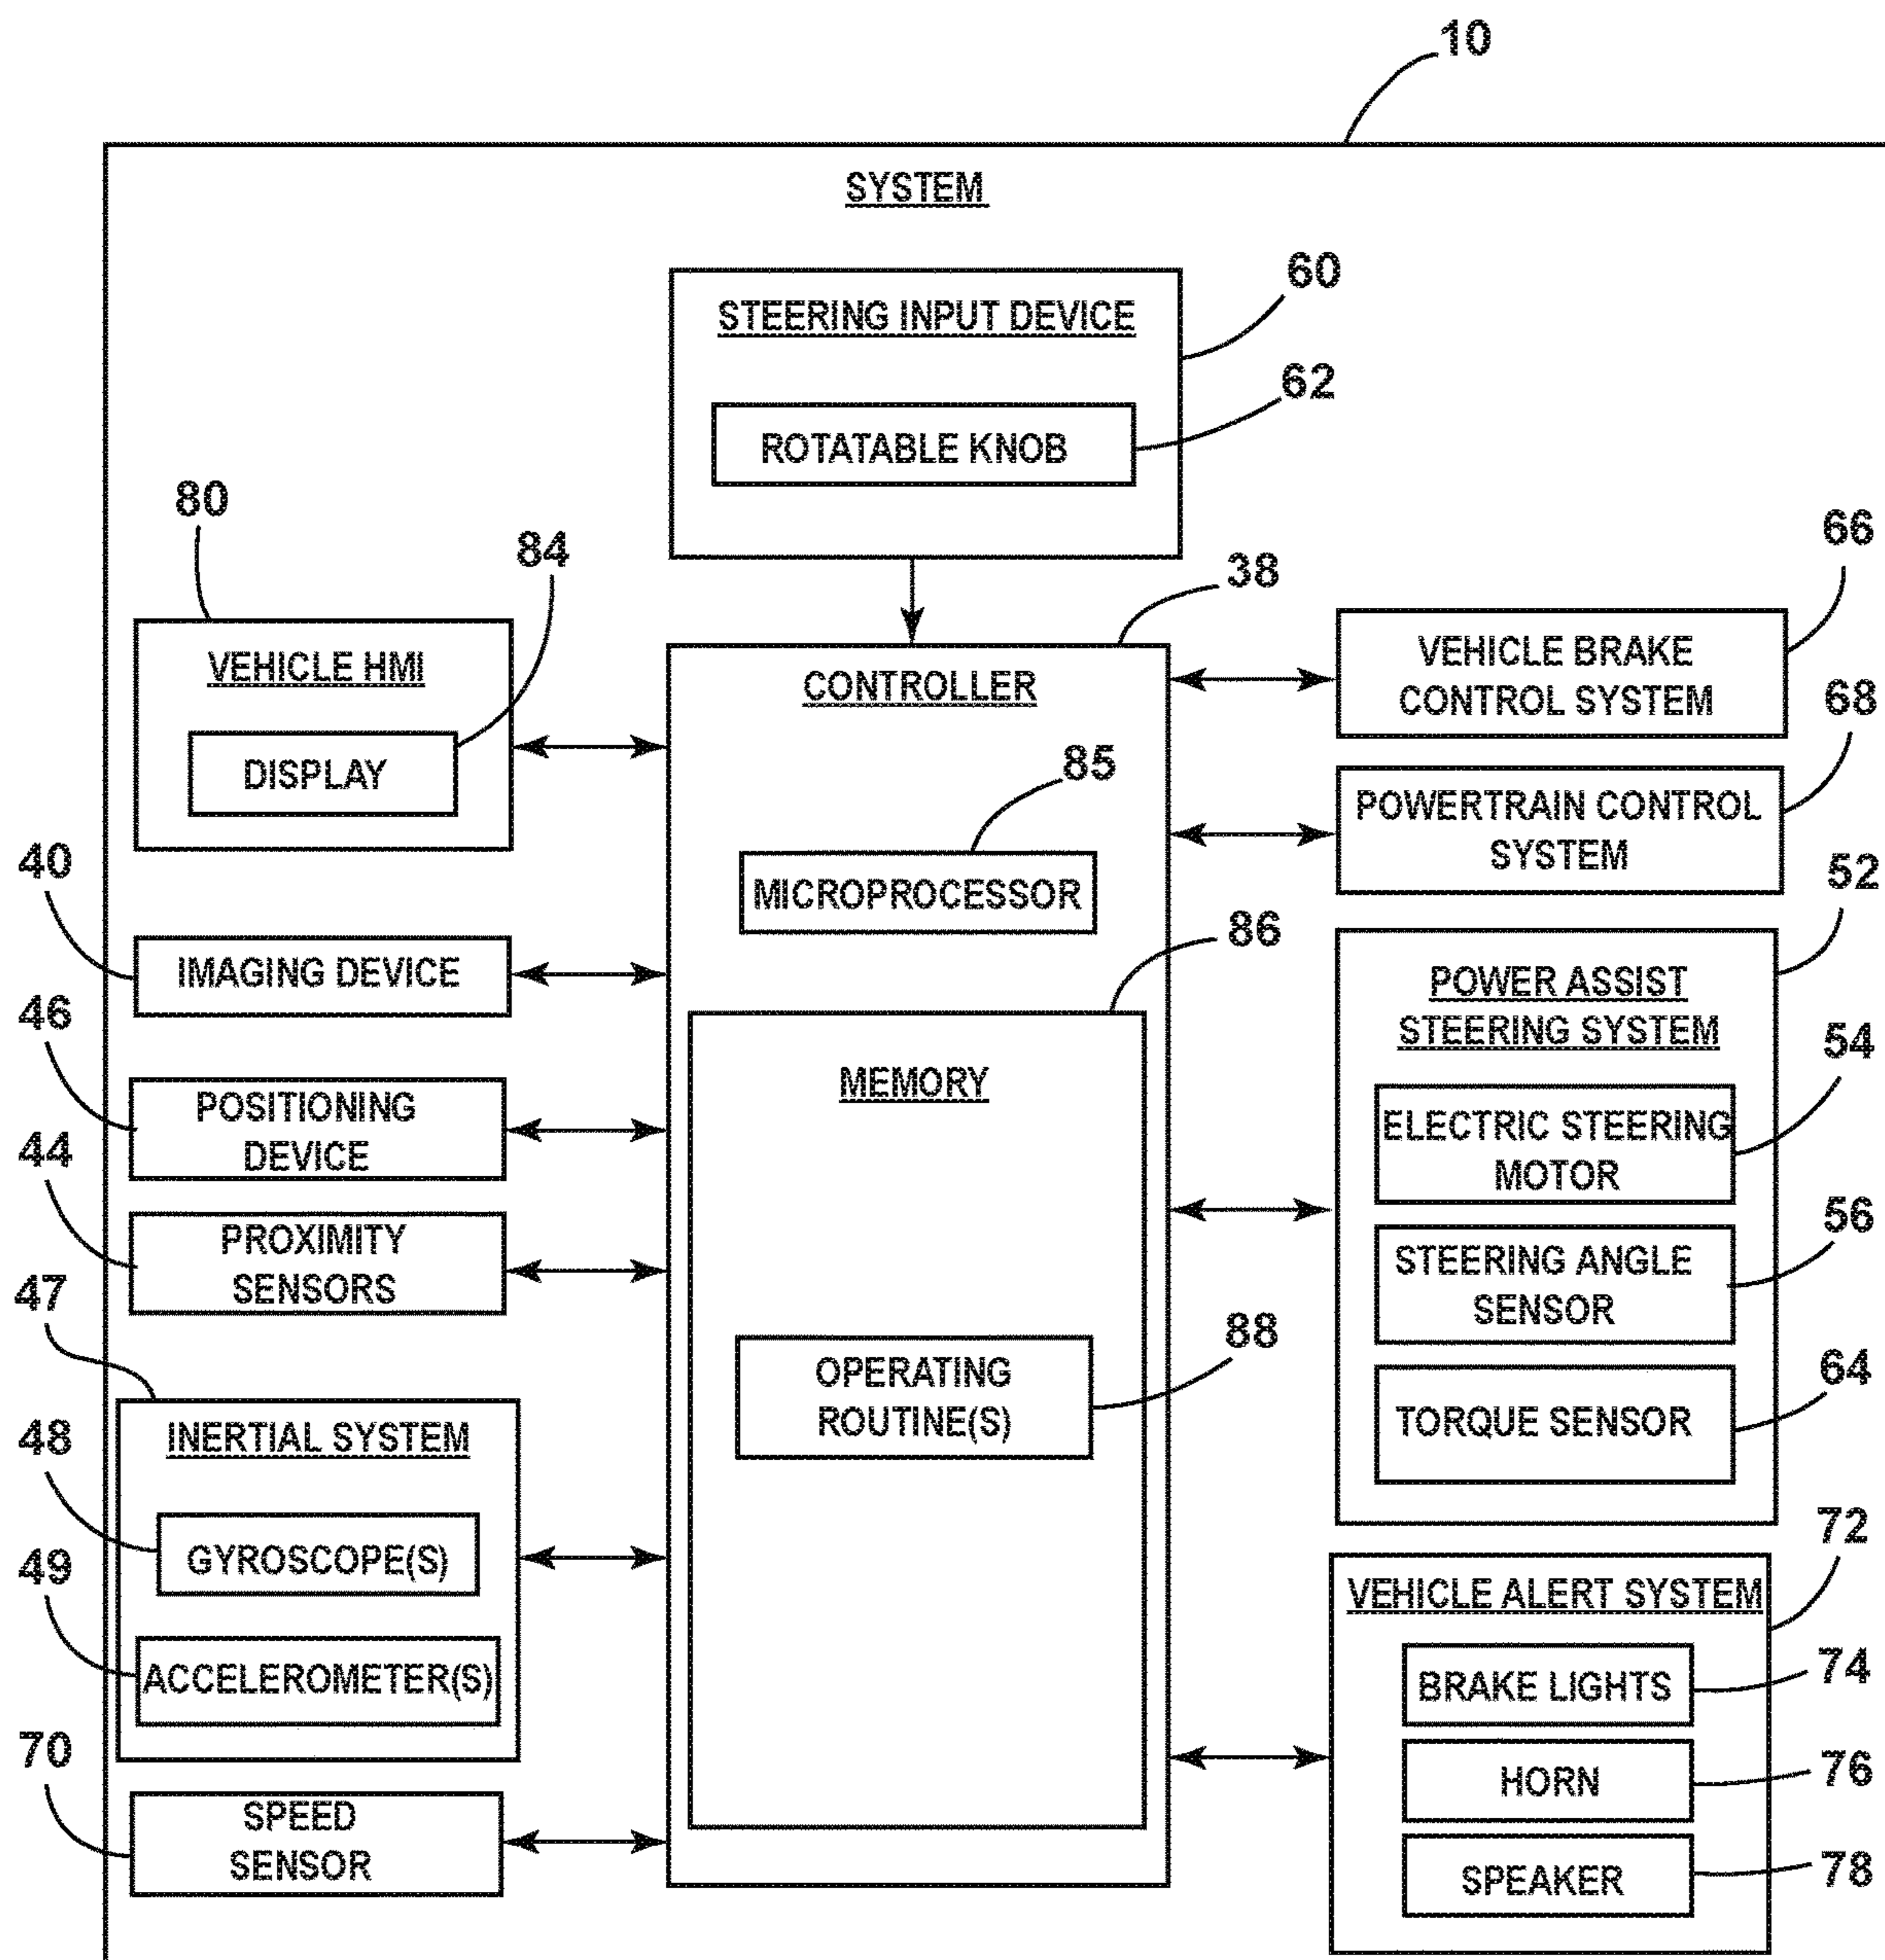 10
SYSTEM
60
STEERING INPUT DEVICE
62
ROTATABLE KNOB
80
84
VEHICLE HMI
DISPLAY
40
IMAGING DEVICE
46
POSITIONING
DEVICE
44
PROXIMITY
SENSORS
47
INERTIAL SYSTEM
48
GYROSCOPE(S)
49
ACCELEROMETER(S)
70
SPEED
SENSOR
38
CONTROLLER
85
MICROPROCESSOR
86
MEMORY
88
OPERATING
ROUTINE(S)
66
VEHICLE BRAKE
CONTROL SYSTEM
68
POWERTRAIN CONTROL
SYSTEM
52
POWER ASSIST
STEERING SYSTEM
54
ELECTRIC STEERING
MOTOR
56
STEERING ANGLE
SENSOR
64
TORQUE SENSOR
72
VEHICLE ALERT SYSTEM
74
BRAKE LIGHTS
76
HORN
78
SPEAKER